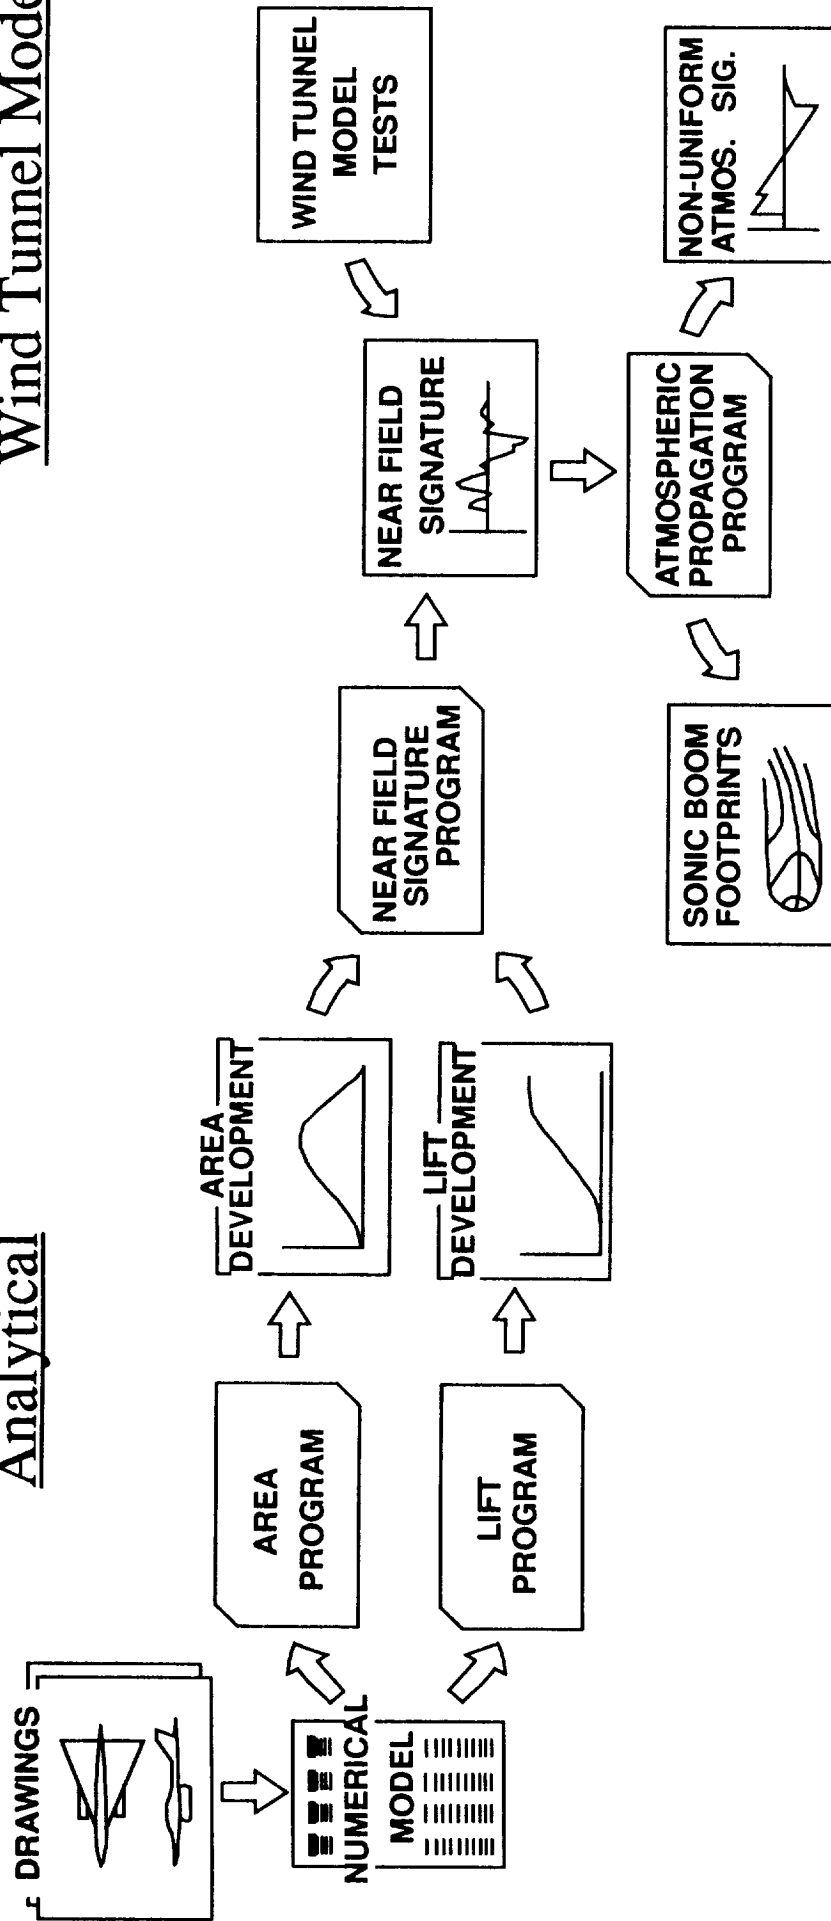 Analytical
Wind Tunnel Mode
DRAWINGS
NUMERICAL
MODEL
AREA
PROGRAM
LIFT
PROGRAM
AREA
DEVELOPMENT
LIFT
DEVELOPMENT
NEAR FIELD
SIGNATURE
PROGRAM
NEAR FIELD
SIGNATURE
WIND TUNNEL
MODEL
TESTS
ATMOSPHERIC
PROPAGATION
PROGRAM
SONIC BOOM
FOOTPRINTS
NON-UNIFORM
ATMOS. SIG.